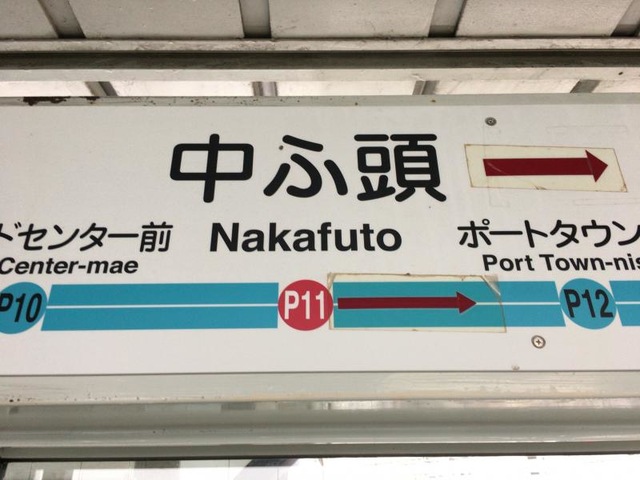 中ふ頭
ドセンター前 Nakafuto ポートタウン
Center-mae Port Town-nis
P10 P11 P12